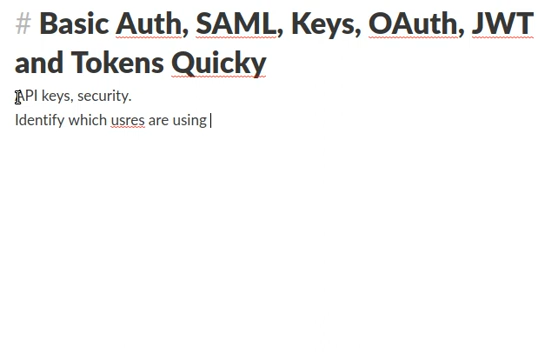 # Basic Auth, SAML, Keys, OAuth, JWT
and Tokens Quicky
API keys, security.
Identify which usres are using